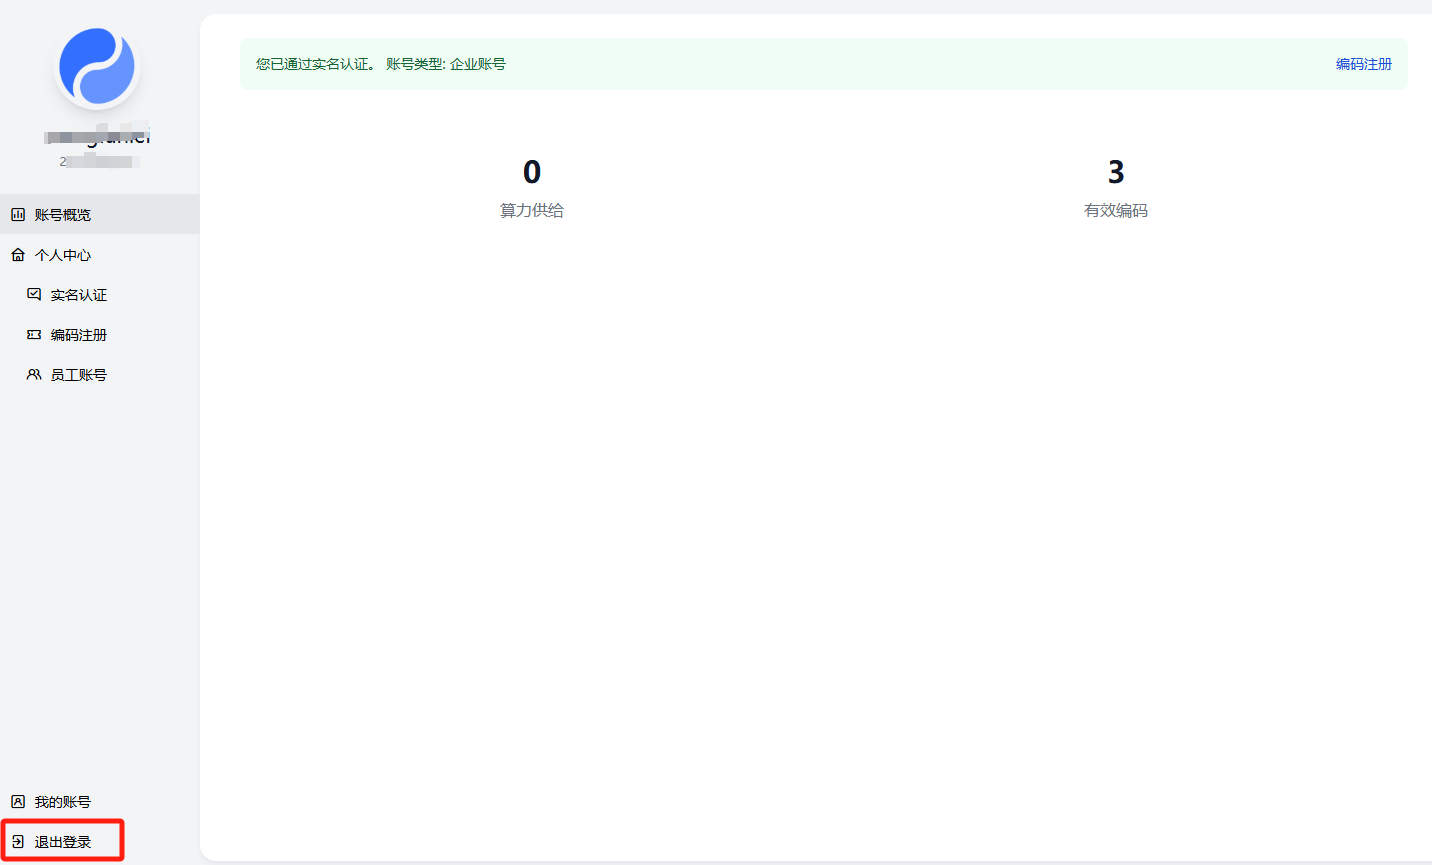 账号概览
个人中心
实名认证
编码注册
员工账号
我的账号
退出登录
您已通过实名认证。 账号类型: 企业账号
编码注册
0
算力供给
3
有效编码